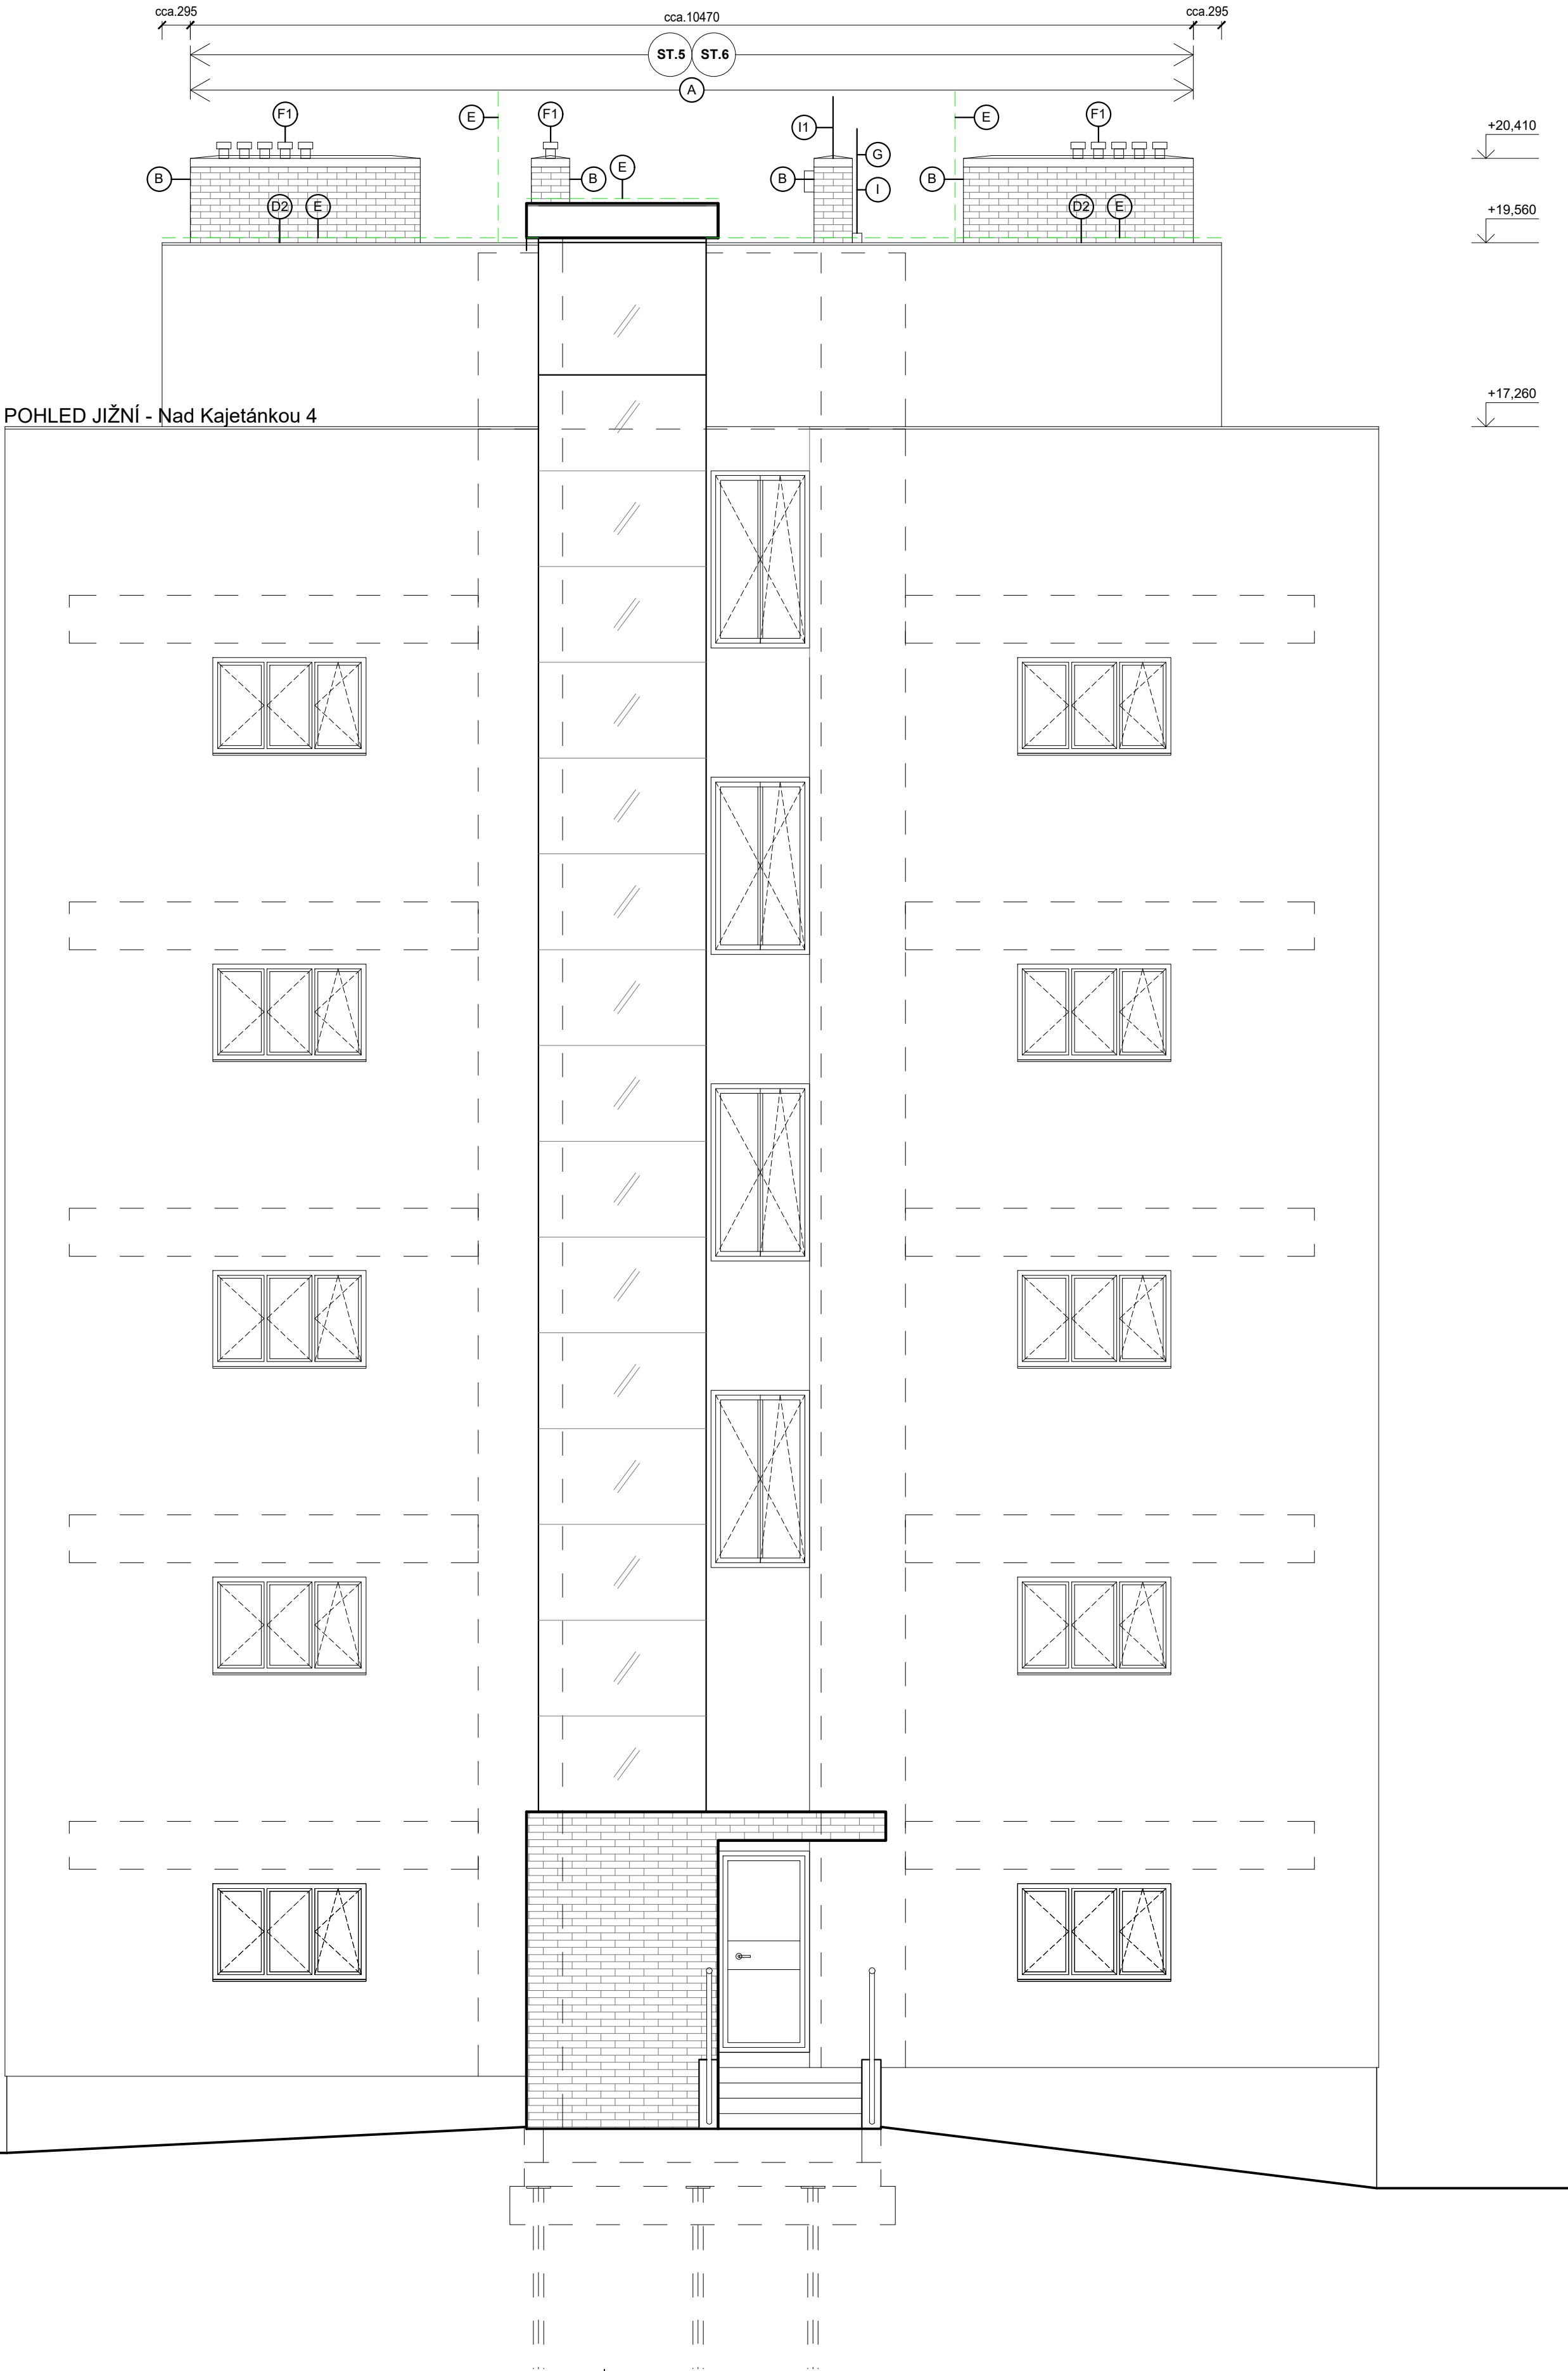 cca.295 cca.10470 cca.295
ST.5 ST.6
A
F1 E F1 I1 E F1 +20,410
G
B E B B I B
D2 E D2 E +19,560
+17,260
POHLED JIŽNÍ - Nad Kajetánkou 4